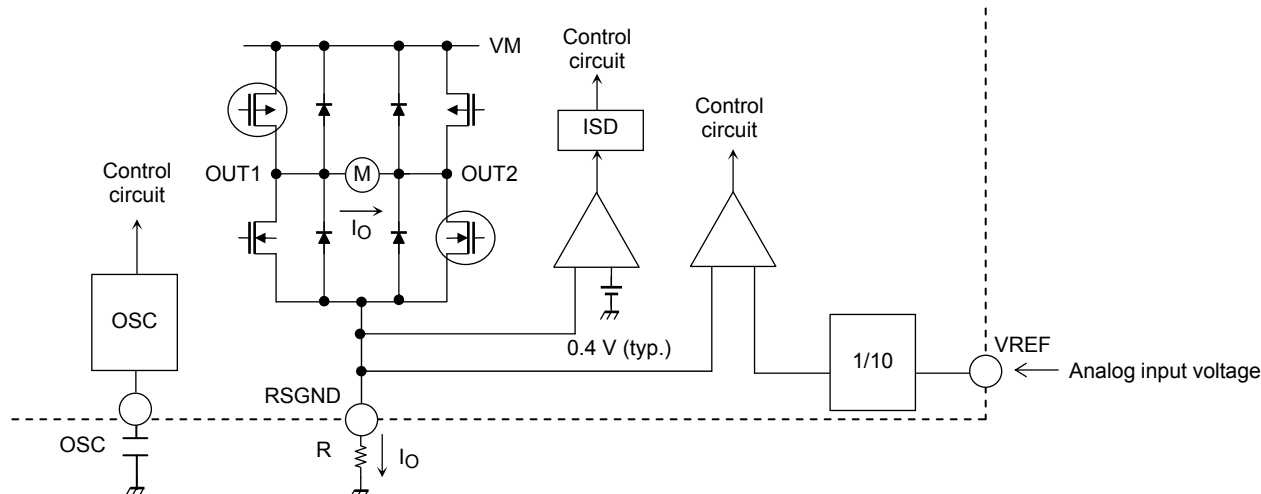 VM
Control
circuit
ISD
Control
circuit
Control
circuit
OUT1
M
OUT2
IO
OSC
0.4 V (typ.)
1/10
VREF
Analog input voltage
RSGND
OSC
R
IO